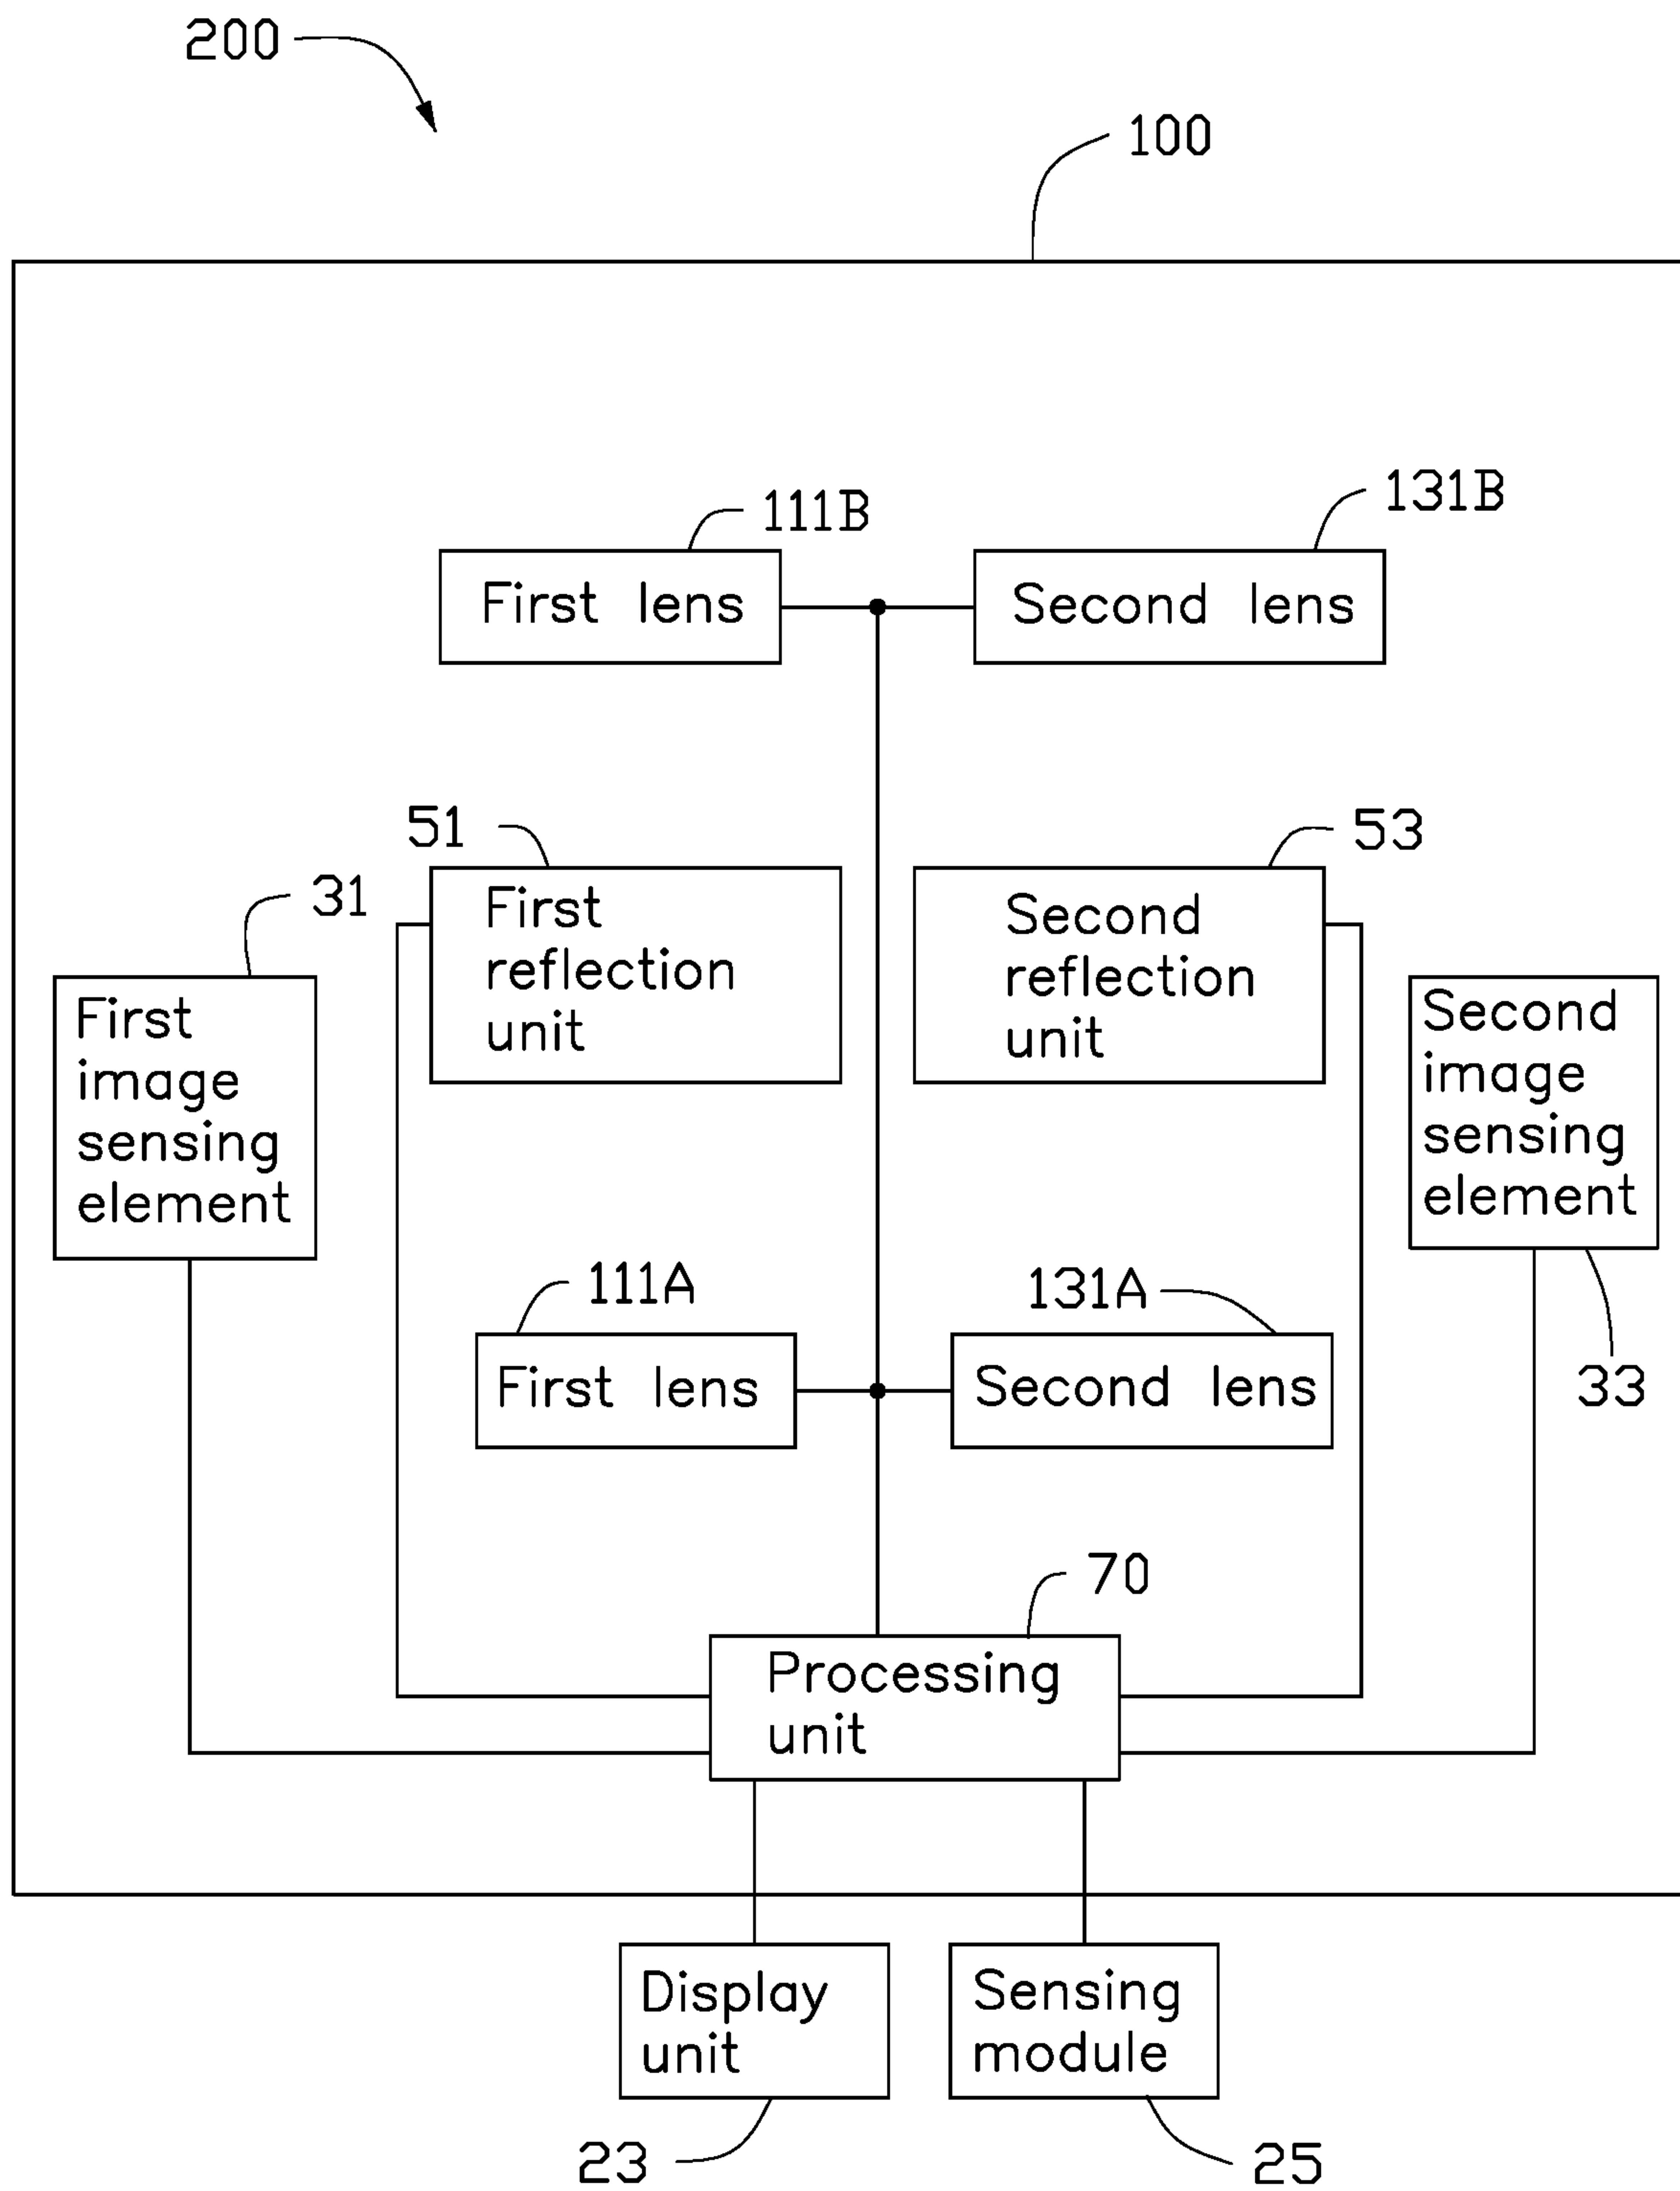 200
100
111B
131B
First lens
Second lens
51
53
31
First
reflection
unit
Second
reflection
unit
First
image
sensing
element
Second
image
sensing
element
111A
131A
33
First lens
Second lens
70
Processing
unit
Display
unit
Sensing
module
23
25